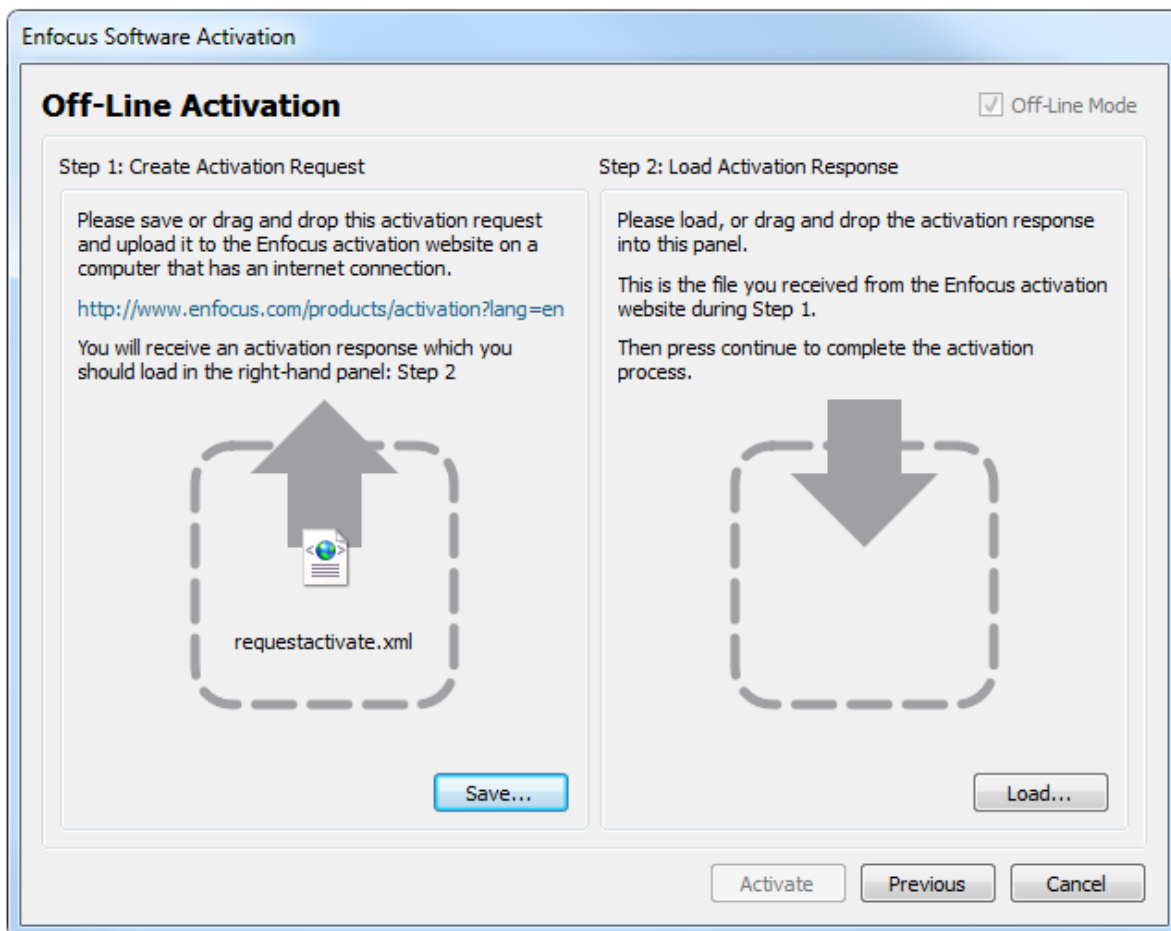 Enfocus Software Activation
Off-Line Activation
Off-Line Mode
Step 1: Create Activation Request
Please save or drag and drop this activation request
and upload it to the Enfocus activation website on a
computer that has an internet connection.
http://www.enfocus.com/products/activation?lang=en
You will receive an activation response which you
should load in the right-hand panel: Step 2
requestactivate.xml
Save...
Step 2: Load Activation Response
Please load, or drag and drop the activation response
into this panel.
This is the file you received from the Enfocus activation
website during Step 1.
Then press continue to complete the activation
process.
Load...
Activate
Previous
Cancel